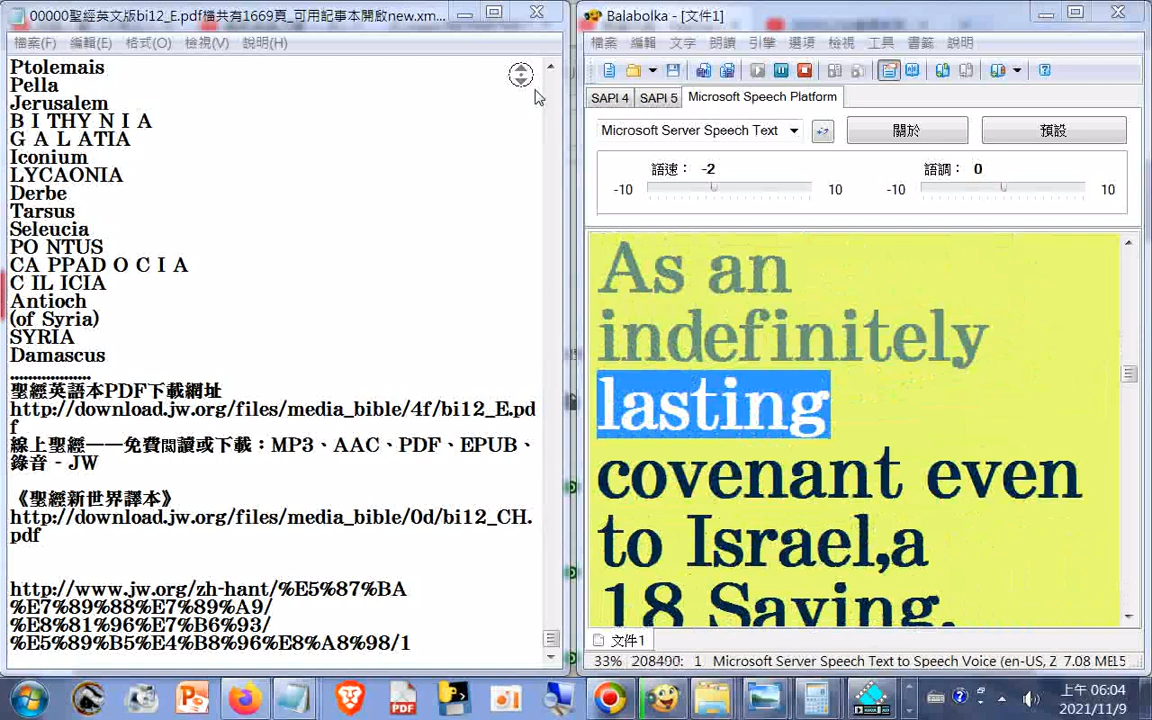 00000聖經英文版bi12_E.pdf檔共有1669頁_可用記事本開啟new.xm...
檔案(F) 編輯(E) 格式(O) 檢視(V) 說明(H)
Ptolemais
Pella
Jerusalem
B I THY N I A
G A L ATIA
Iconium
LYCAONIA
Derbe
Tarsus
Seleucia
PO NTUS
CA PPAD O C I A
C IL ICIA
Antioch
(of Syria)
SYRIA
Damascus
..................
聖經英語本PDF下載網址
http://download.jw.org/files/media_bible/4f/bi12_E.pd
f
線上聖經——免費閱讀或下載：MP3、AAC、PDF、EPUB、
錄音 - JW
《聖經新世界譯本》
http://download.jw.org/files/media_bible/0d/bi12_CH.
pdf
http://www.jw.org/zh-hant/%E5%87%BA
%E7%89%88%E7%89%A9/
%E8%81%96%E7%B6%93/
%E5%89%B5%E4%B8%96%E8%A8%98/1
Balabolka - [文件1]
檔案 編輯 文字 朗讀 引擎 選項 檢視 工具 書籤 說明
SAPI 4 SAPI 5 Microsoft Speech Platform
Microsoft Server Speech Text 關於 預設
語速： -2 語調： 0
-10 10 -10 10
As an
indefinitely
lasting
covenant even
to Israel,a
18 Saying,
文件1
33% 208400: 1 Microsoft Server Speech Text to Speech Voice (en-US, Z 7.08 МЕБ
PDF
上午 06:04
2021/11/9